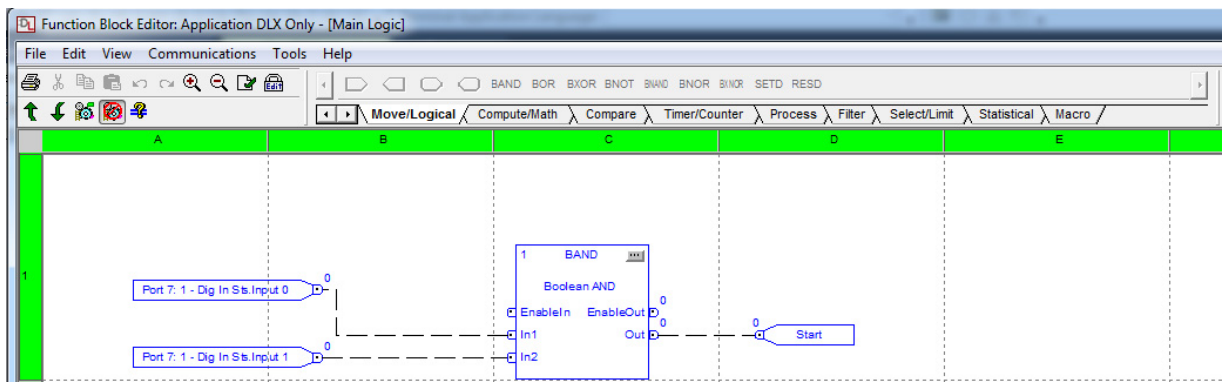 Function Block Editor: Application DLX Only - [Main Logic]
File Edit View Communications Tools Help
Edit BAND BOR BXOR BNOT BNAND BNOR BXNOR SETD RESD
Move/Logical Compute/Math Compare Timer/Counter Process Filter Select/Limit Statistical Macro
A B C D E
1 BAND ...
Boolean AND
1
Port 7: 1 - Dig In Sts.Input 0 0
EnableIn EnableOut 0
In1 Out 0 0 Start
Port 7: 1 - Dig In Sts.Input 1 0 In2